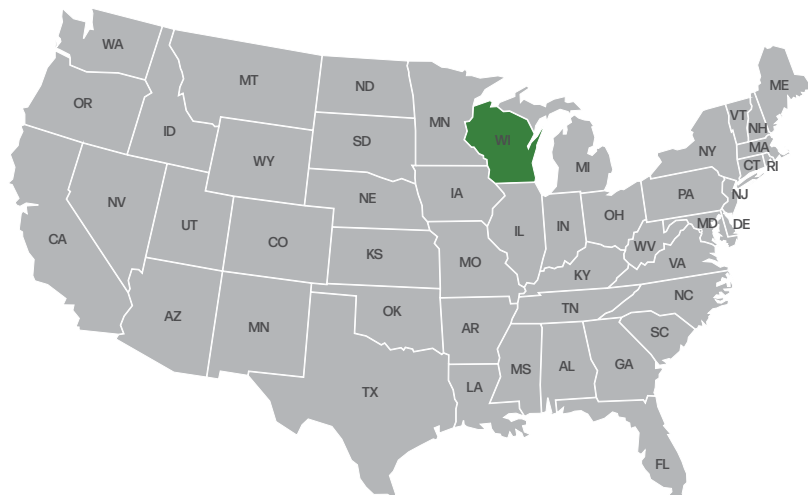 WA
MT
ND
MN
OR
ID
WY
SD
WI
MI
ME
VT
NH
NY
MA
CT
RI
NV
UT
CO
NE
IA
IL
IN
OH
PA
NJ
CA
KS
MO
WV
MD
DE
KY
VA
AZ
MN
OK
AR
TN
NC
SC
TX
LA
MS
AL
GA
FL